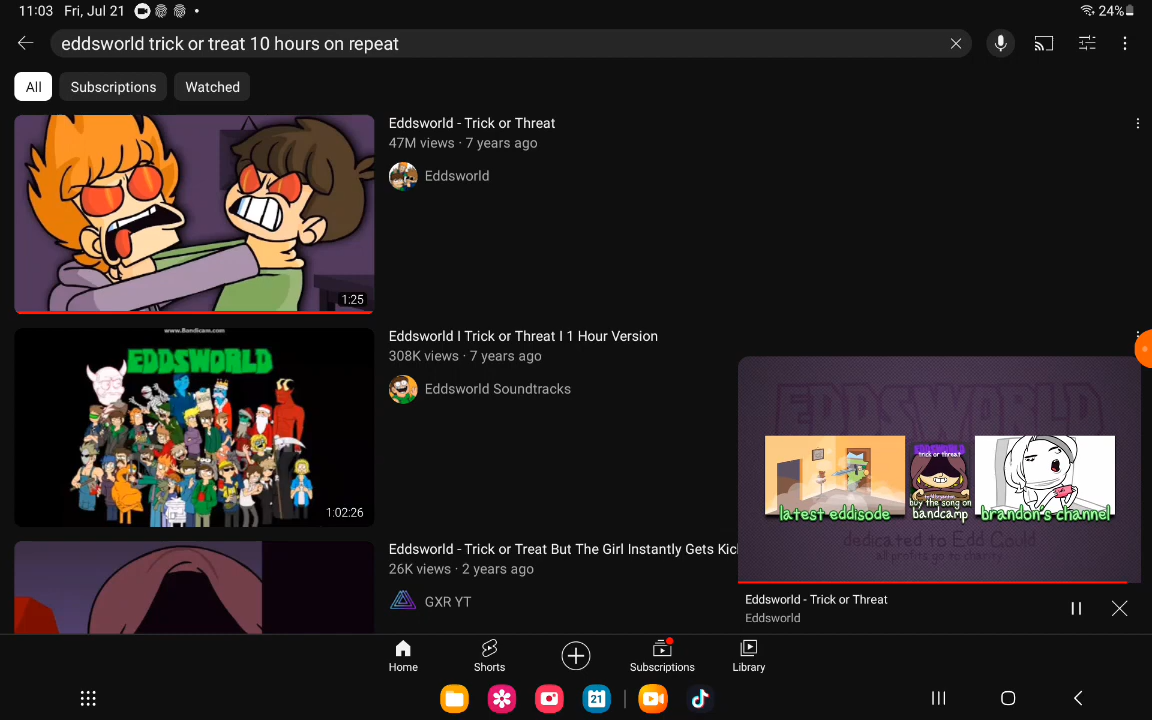 11:03 Fri, Jul 21
24%
eddsworld trick or treat 10 hours on repeat
All
Subscriptions
Watched
Eddsworld - Trick or Threat
47M views · 7 years ago
Eddsworld
1:25
www.Bandicam.com
EDDSWORLD
1:02:26
Eddsworld I Trick or Threat I 1 Hour Version
308K views · 7 years ago
Eddsworld Soundtracks
Eddsworld - Trick or Treat But The Girl Instantly Gets Kic
26K views · 2 years ago
GXR YT
EDDSWORLD
EDDSWORLD
trick or threat
latest eddisode
buy the song on
bandcamp
brandon's channel
dedicated to Edd Gould
all profits go to charity
Eddsworld - Trick or Threat
Eddsworld
Home
Shorts
Subscriptions
Library
21